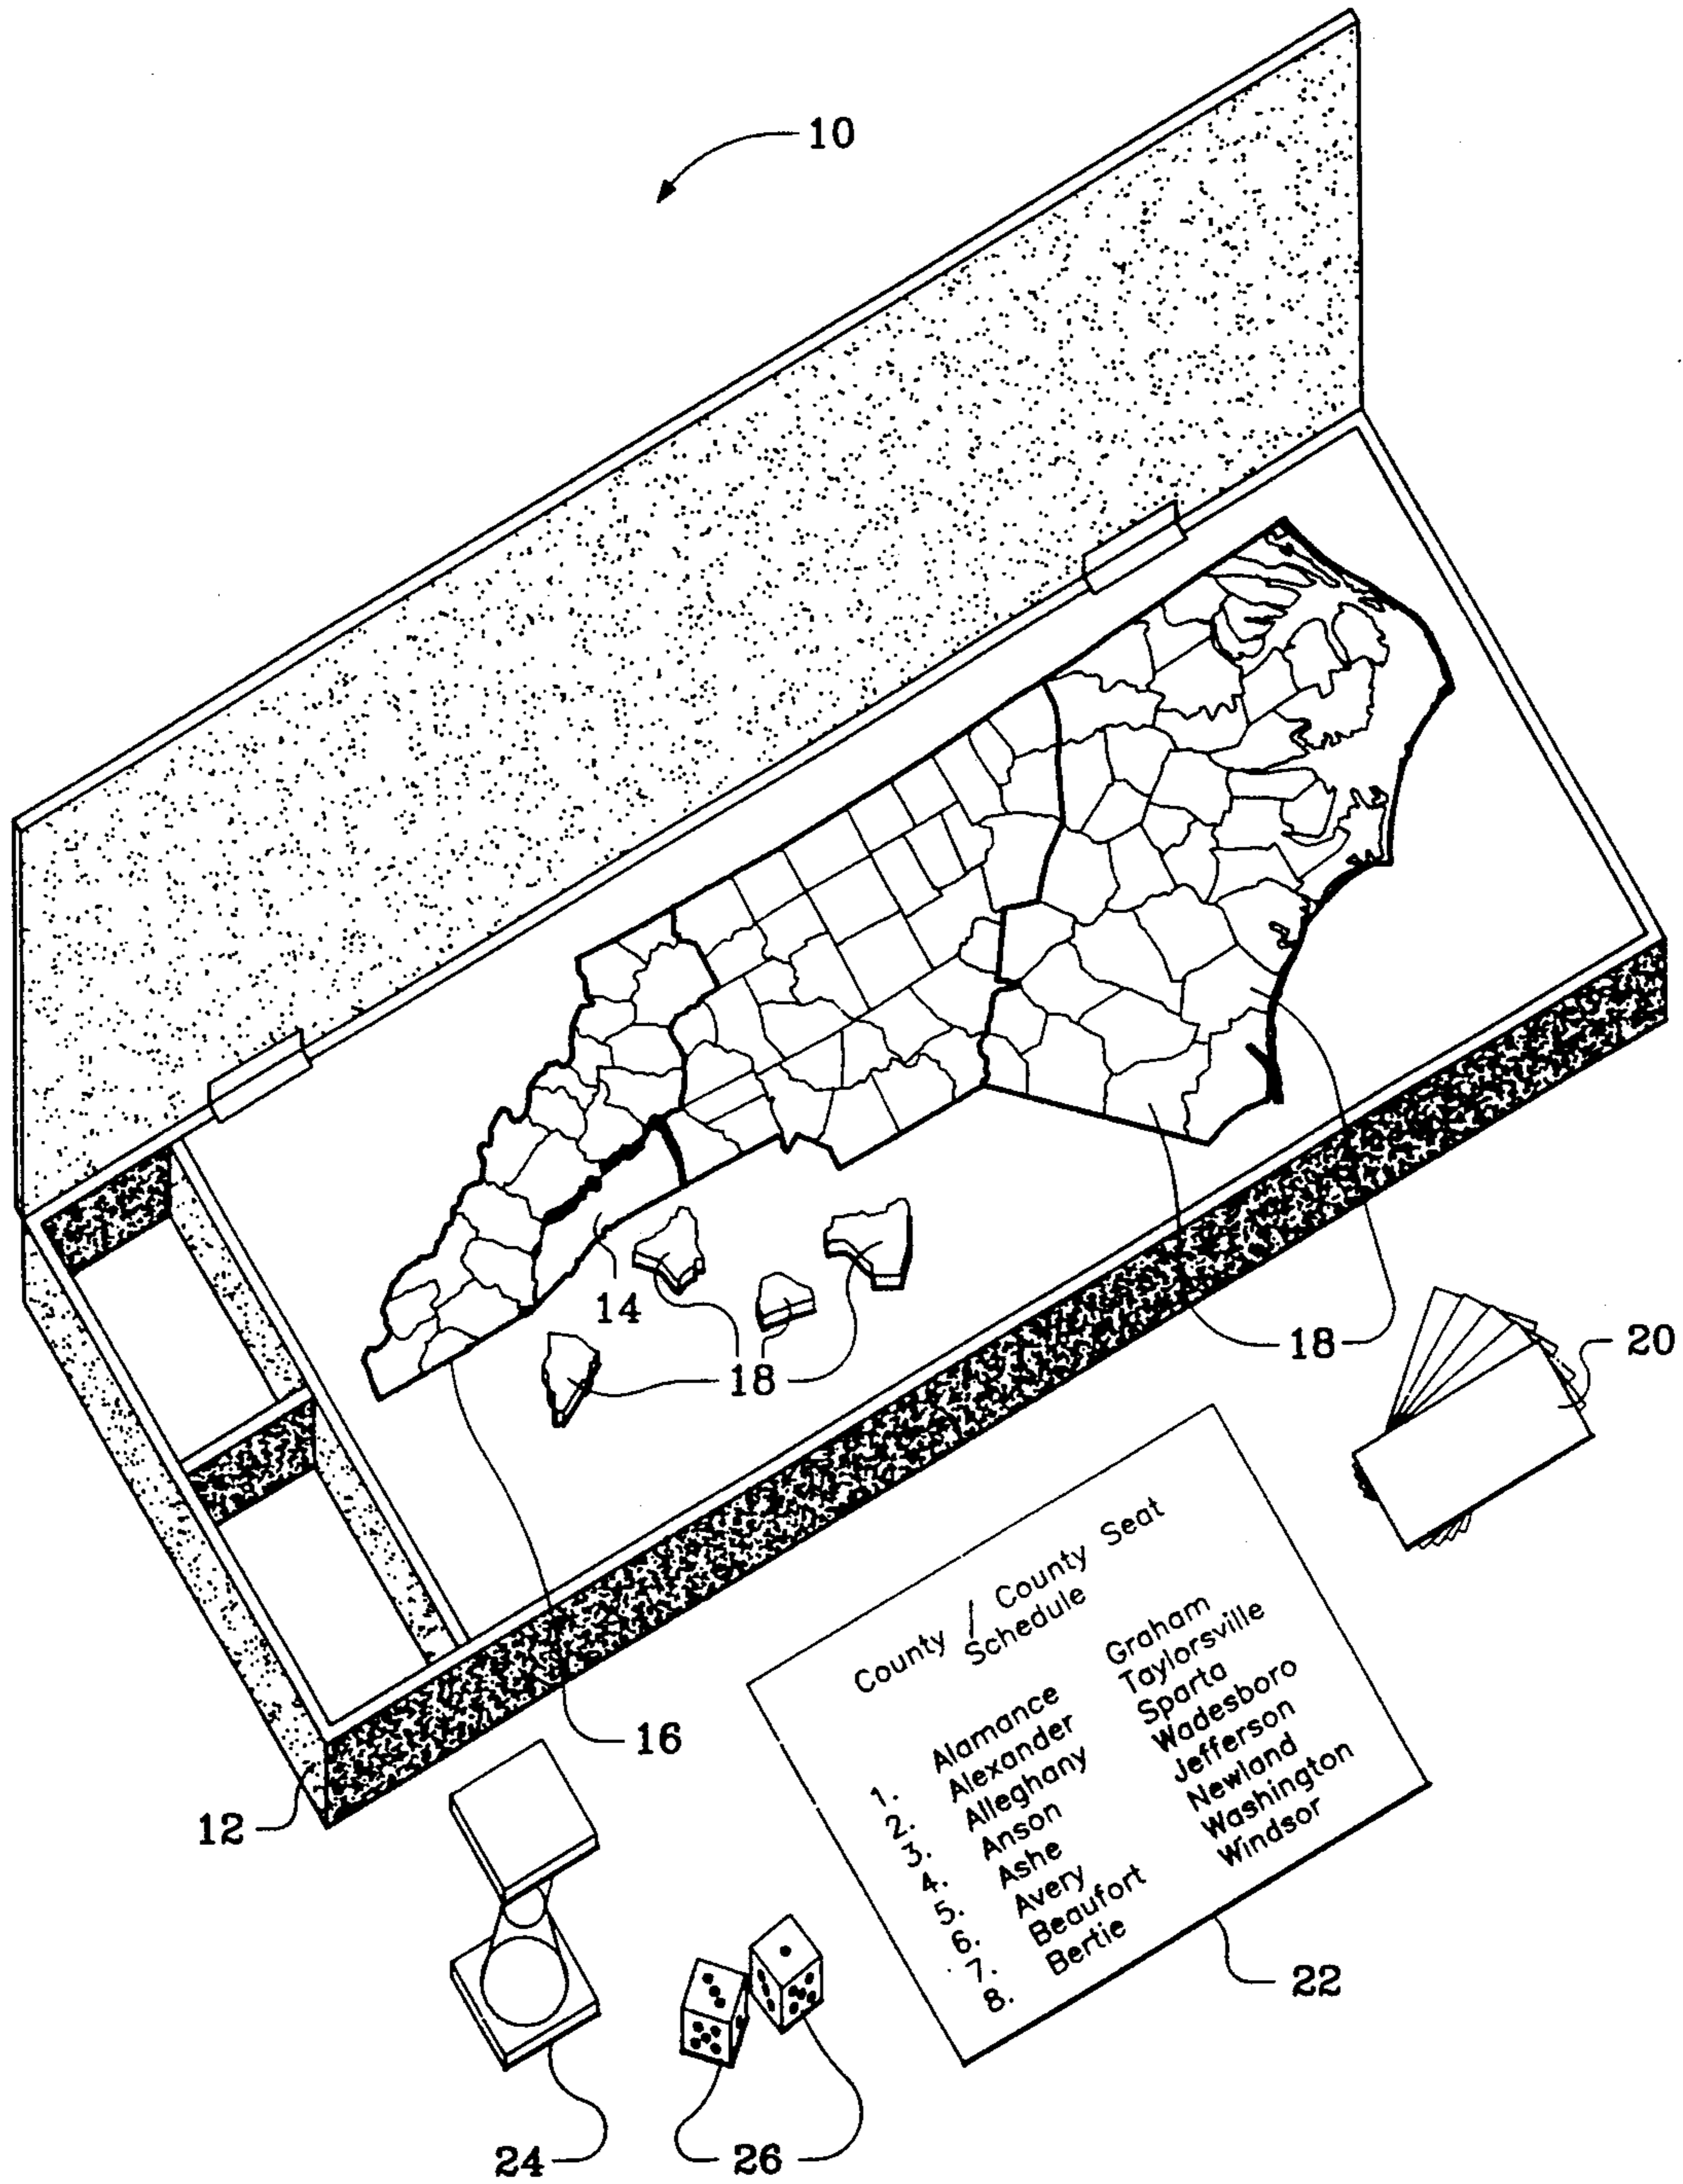 10
14
18
18
20
16
12
County / County Seat
Schedule
1. Alamance Graham
2. Alexander Taylorsville
3. Alleghany Sparta
4. Anson Wadesboro
5. Ashe Jefferson
6. Avery Newland
7. Beaufort Washington
8. Bertie Windsor
22
24
26